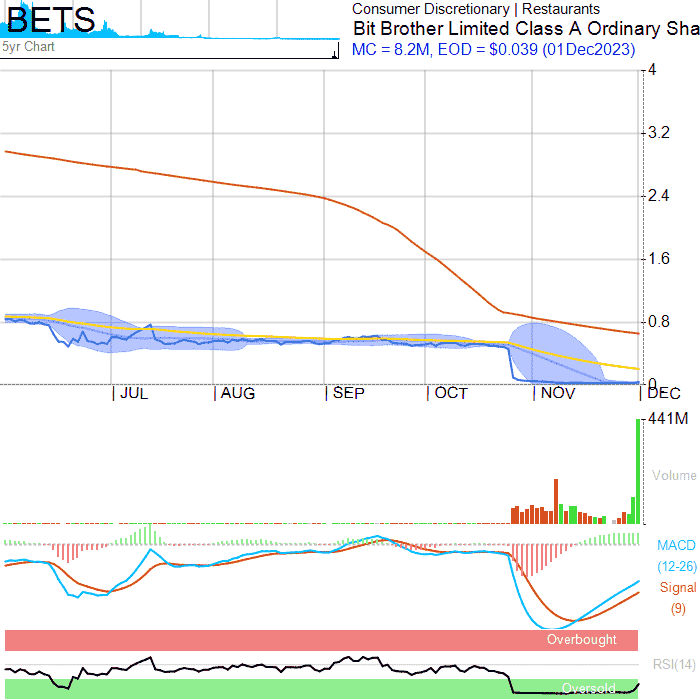 BETS
5yr Chart
Consumer Discretionary | Restaurants
Bit Brother Limited Class A Ordinary Sha
MC = 8.2M, EOD = $0.039 (01Dec2023)
4
3.2
2.4
1.6
0.8
0
JUL
AUG
SEP
OCT
NOV
DEC
441M
Volume
MACD
(12-26)
Signal
(9)
Overbought
RSI(14)
Oversold